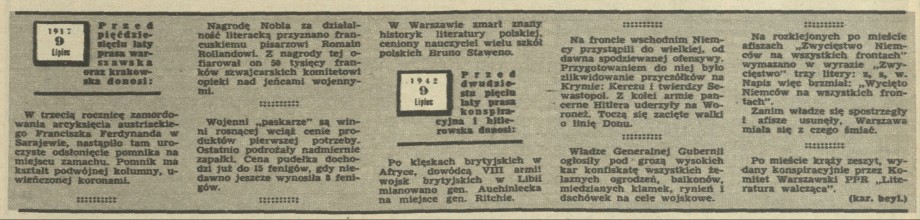 1917
9
Lipiec
Przed
pięćdzie-
sięciu laty
prasa war-
szawska
oraz krakow-
ska donosi:
W trzecią rocznicę zamordo-
wania arcyksięcia austriackie-
go Franciszka Ferdynanda w
Sarajewie, nastąpiło tam uro-
czyste odsłonięcie pomnika na
miejscu zamachu. Pomnik ma
kształt podwójnej kolumny, u-
wieńczonej koronami.
Nagrodę Nobla za działal-
ność literacką przyznano fran-
cuskiemu pisarzowi Romain
Rollandowi. Z nagrody tej o-
fiarował on 50 tysięcy fran-
ków szwajcarskich komitetowi
opieki nad jeńcami wojenny-
mi.
Wojenni „paskarze” są win-
ni rosnącej wciąż cenie pro-
duktów pierwszej potrzeby.
Ostatnio podrożały nadmiernie
zapałki. Cena pudełka docho-
dzi już do 15 fenigów, gdy nie-
dawno jeszcze wynosiła 8 feni-
gów.
W Warszawie zmarł znany
historyk literatury polskiej,
ceniony nauczyciel wielu szkół
polskich Bruno Sławeno.
1942
9
Lipiec
Przed
dwudzie-
stu pięciu
laty prasa
konspira-
cyjna i hitle-
rowska donosi:
Po klęskach brytyjskich w
Afryce, dowódcą VIII armii
wojsk brytyjskich w Libii
mianowano gen. Auchinlecka
na miejsce gen. Ritchie.
Na froncie wschodnim Niem-
cy przystąpili do wielkiej, od
dawna spodziewanej ofensywy.
Przygotowaniem do niej było
zlikwidowanie przyczółków na
Krymie: Kerczu i twierdzy Se-
wastopol. Z kolei armie pan-
cerne Hitlera uderzyły na Wo-
roneż. Toczą się zacięte walki
o linię Donu.
Władze Generalnej Gubernii
ogłosiły pod grozą wysokich
kar konfiskatę wszystkich że-
laznych ogrodzeń, balkonów,
miedzianych klamek, rynien i
dachówek na cele wojskowe.
Na rozklejonych po mieście
afiszach „Zwycięstwo Niem-
ców na wszystkich frontach”
wymazano w wyrazie „Zwy-
cięstwo” trzy litery: z, s, w.
Napis więc brzmiał: „Wycięto
Niemców na wszystkich fron-
tach”.
Zanim władze się spostrzegły
i afisze usunęły, Warszawa
miała się z czego śmiać.
Po mieście krąży zeszyt, wy-
dany konspiracyjnie przez Ko-
mitet Warszawski PPR „Lite-
ratura walcząca”.
(kar. beyl.)